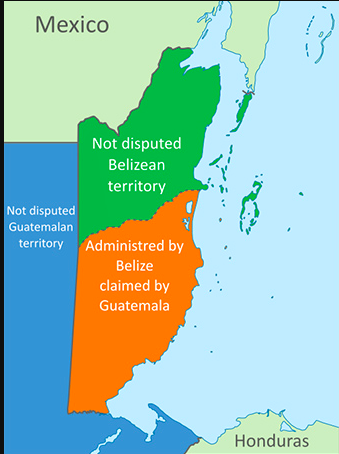 Mexico
Not disputed
Belizean
territory
Not disputed
Guatemalan
territory
Administred by
Belize
claimed by
Guatemala
Honduras